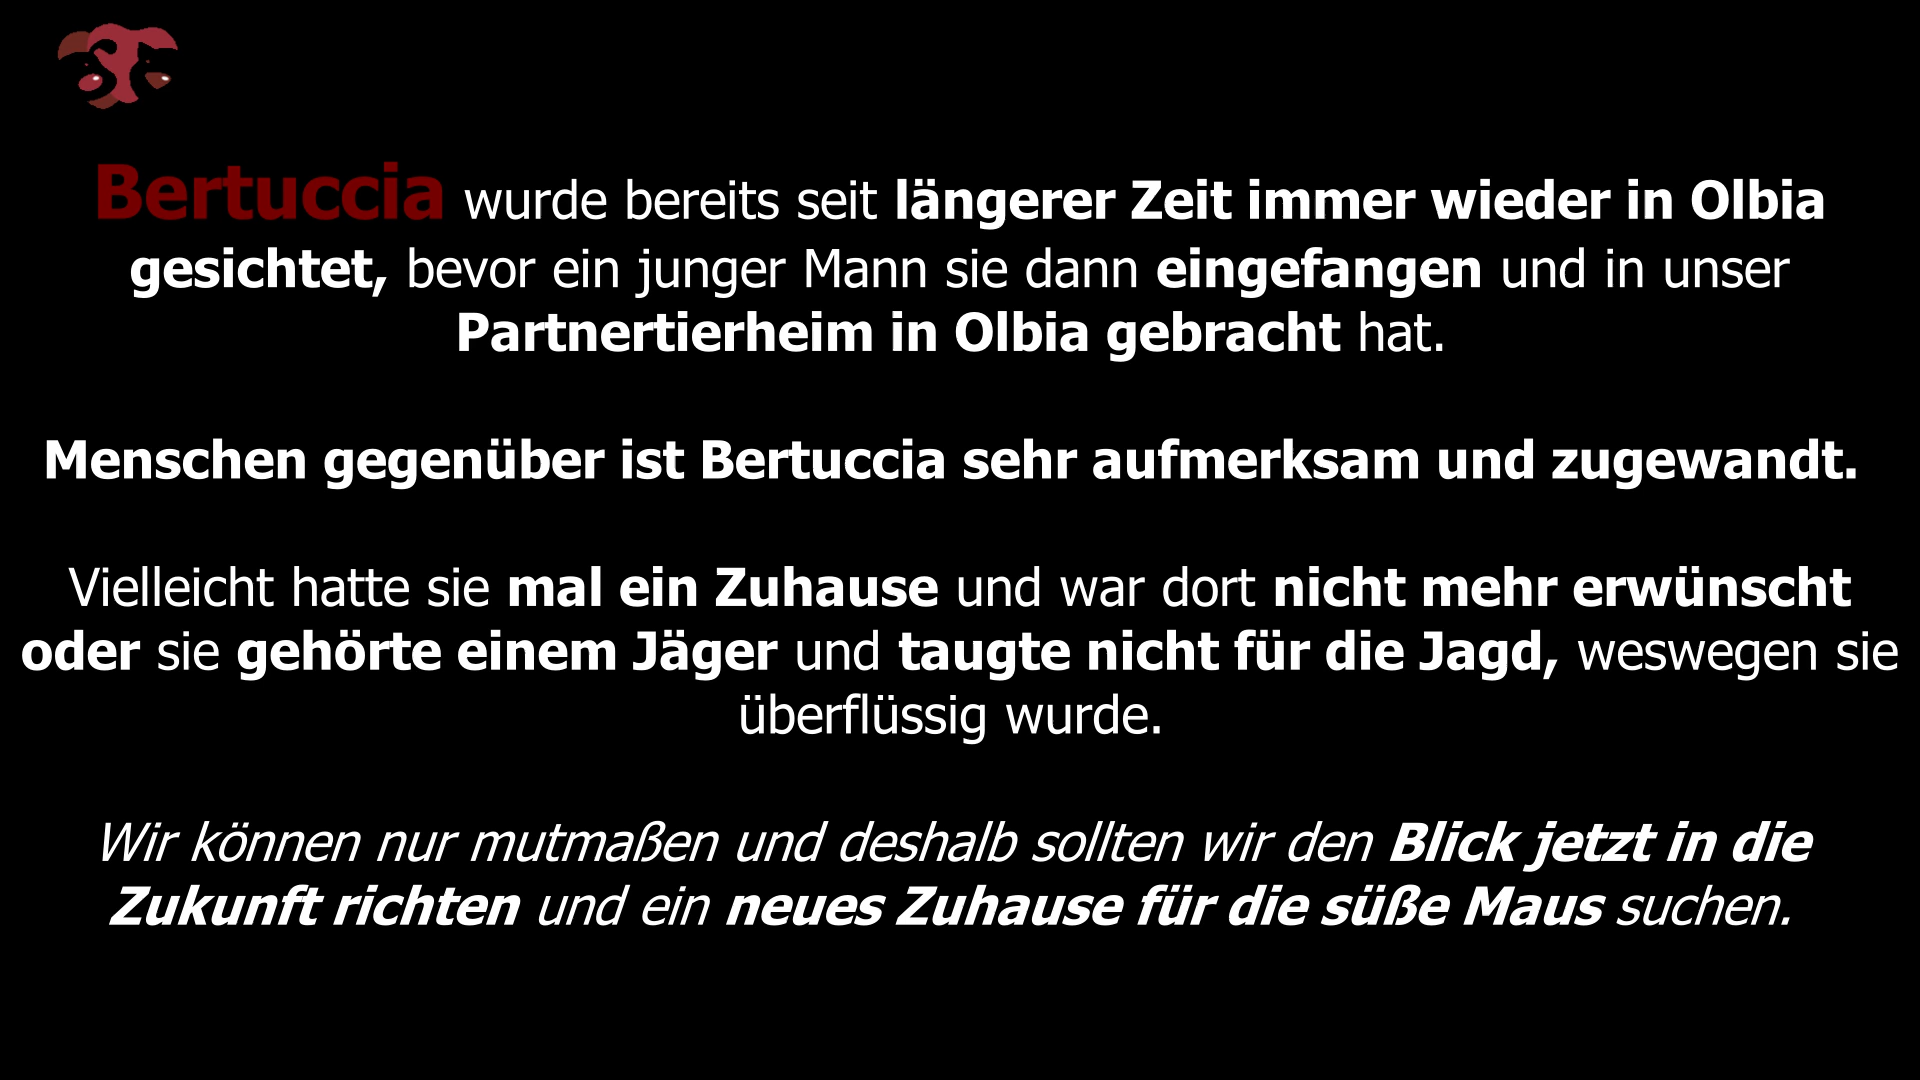 Bertuccia wurde bereits seit längerer Zeit immer wieder in Olbia
gesichtet, bevor ein junger Mann sie dann eingefangen und in unser
Partnertierheim in Olbia gebracht hat.
Menschen gegenüber ist Bertuccia sehr aufmerksam und zugewandt.
Vielleicht hatte sie mal ein Zuhause und war dort nicht mehr erwünscht
oder sie gehörte einem Jäger und taugte nicht für die Jagd, weswegen sie
überflüssig wurde.
Wir können nur mutmaßen und deshalb sollten wir den Blick jetzt in die
Zukunft richten und ein neues Zuhause für die süße Maus suchen.